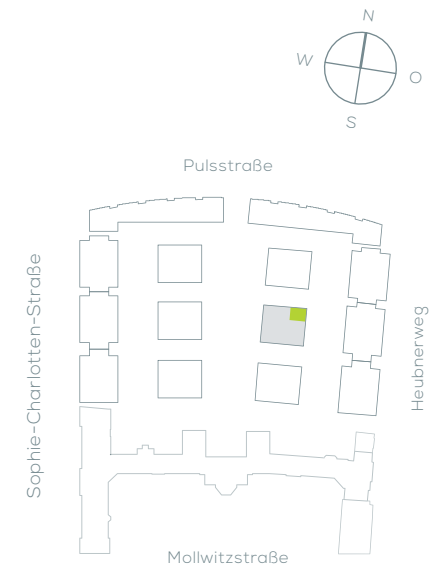 N
W
O
S
Pulsstraße
Sophie-Charlotten-Straße
Heubnerweg
Mollwitzstraße